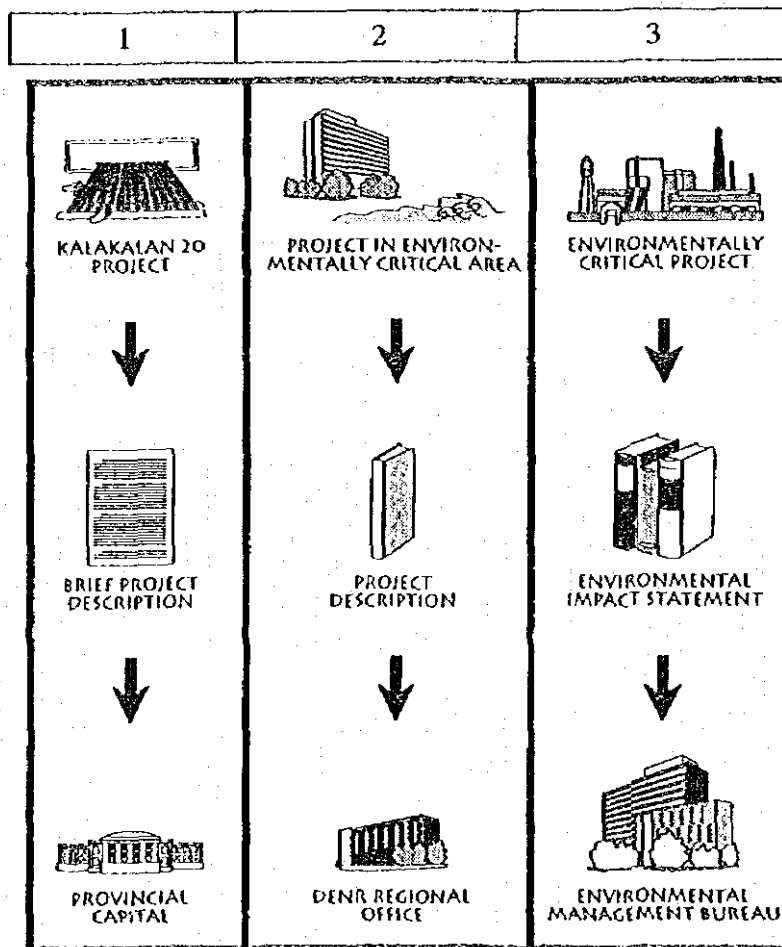 1
2
3
KALAKALAN 20
PROJECT
PROJECT IN ENVIRON-
MENTALLY CRITICAL AREA
ENVIRONMENTALLY
CRITICAL PROJECT
BRIEF PROJECT
DESCRIPTION
PROJECT
DESCRIPTION
ENVIRONMENTAL
IMPACT STATEMENT
PROVINCIAL
CAPITAL
DENR REGIONAL
OFFICE
ENVIRONMENTAL
MANAGEMENT BUREAU